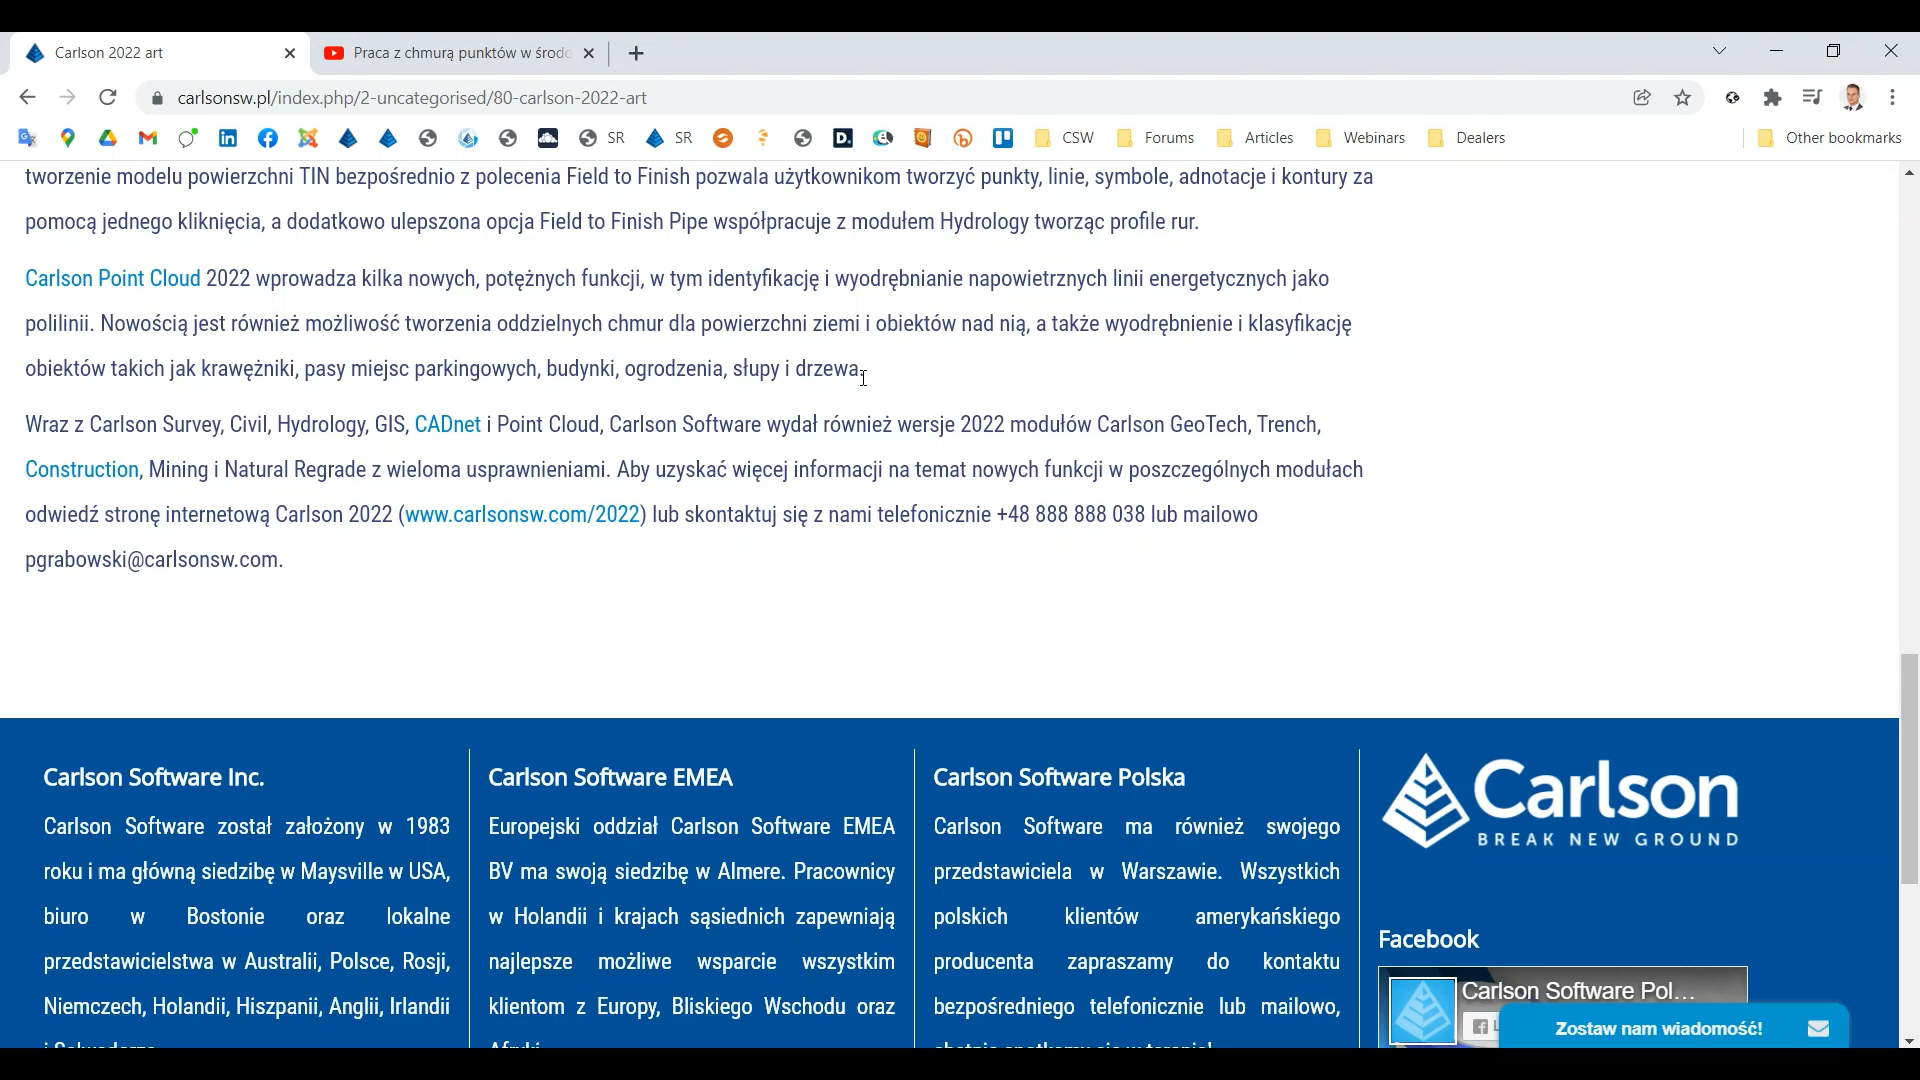 Carlson 2022 art
Praca z chmurą punktów w środo
carlsonsw.pl/index.php/2-uncategorised/80-carlson-2022-art
SR
SR
CSW
Forums
Articles
Webinars
Dealers
Other bookmarks
tworzenie modelu powierzchni TIN bezpośrednio z polecenia Field to Finish pozwala użytkownikom tworzyć punkty, linie, symbole, adnotacje i kontury za
pomocą jednego kliknięcia, a dodatkowo ulepszona opcja Field to Finish Pipe współpracuje z modułem Hydrology tworząc profile rur.
Carlson Point Cloud 2022 wprowadza kilka nowych, potężnych funkcji, w tym identyfikację i wyodrębnianie napowietrznych linii energetycznych jako
polilinii. Nowością jest również możliwość tworzenia oddzielnych chmur dla powierzchni ziemi i obiektów nad nią, a także wyodrębnienie i klasyfikację
obiektów takich jak krawężniki, pasy miejsc parkingowych, budynki, ogrodzenia, słupy i drzewa.
Wraz z Carlson Survey, Civil, Hydrology, GIS, CADnet i Point Cloud, Carlson Software wydał również wersje 2022 modułów Carlson GeoTech, Trench,
Construction, Mining i Natural Regrade z wieloma usprawnieniami. Aby uzyskać więcej informacji na temat nowych funkcji w poszczególnych modułach
odwiedź stronę internetową Carlson 2022 (www.carlsonsw.com/2022) lub skontaktuj się z nami telefonicznie +48 888 888 038 lub mailowo
pgrabowski@carlsonsw.com.
Carlson Software Inc.
Carlson Software został założony w 1983
roku i ma główną siedzibę w Maysville w USA,
biuro w Bostonie oraz lokalne
przedstawicielstwa w Australii, Polsce, Rosji,
Niemczech, Holandii, Hiszpanii, Anglii, Irlandii
Carlson Software EMEA
Europejski oddział Carlson Software EMEA
BV ma swoją siedzibę w Almere. Pracownicy
w Holandii i krajach sąsiednich zapewniają
najlepsze możliwe wsparcie wszystkim
klientom z Europy, Bliskiego Wschodu oraz
Carlson Software Polska
Carlson Software ma również swojego
przedstawiciela w Warszawie. Wszystkich
polskich klientów amerykańskiego
producenta zapraszamy do kontaktu
bezpośredniego telefonicznie lub mailowo,
Carlson
BREAK NEW GROUND
Facebook
Carlson Software Pol...
Zostaw nam wiadomość!